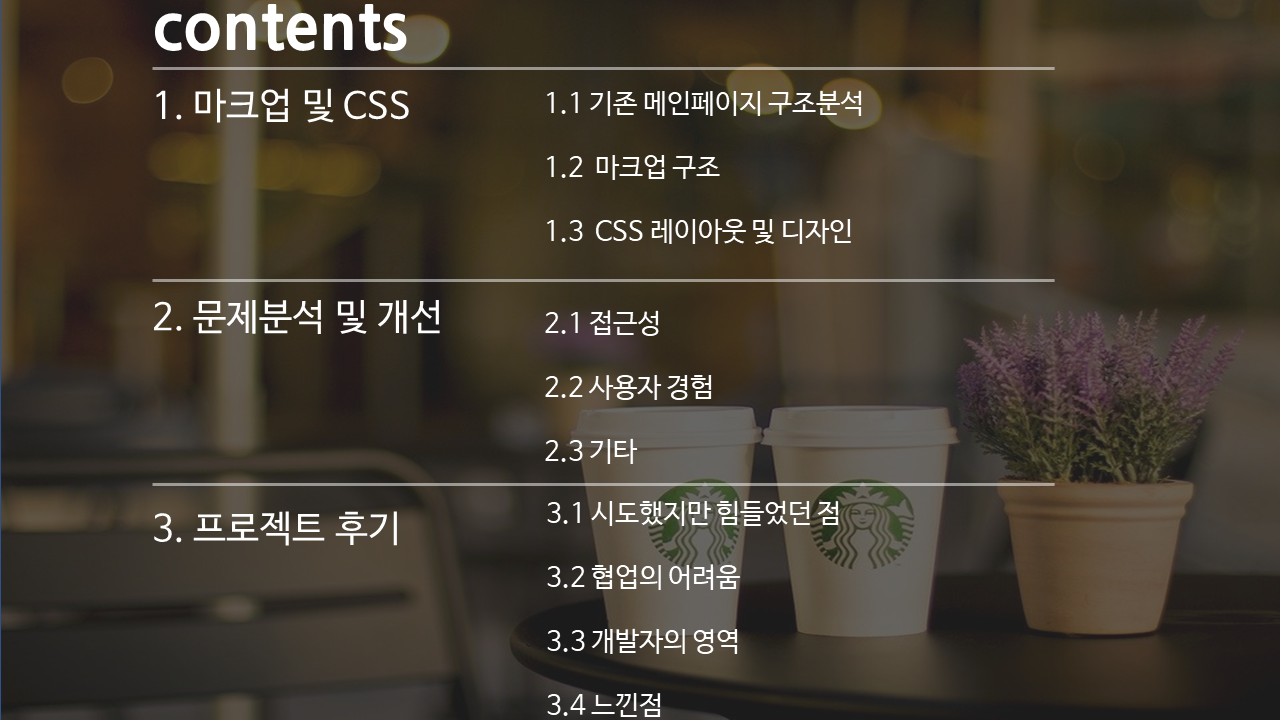 contents
1. 마크업 및 CSS
1.1 기존 메인페이지 구조분석
1.2 마크업 구조
1.3 CSS 레이아웃 및 디자인
2. 문제분석 및 개선
2.1 접근성
2.2 사용자 경험
2.3 기타
3. 프로젝트 후기
3.1 시도했지만 힘들었던 점
3.2 협업의 어려움
3.3 개발자의 영역
3.4 느낀점